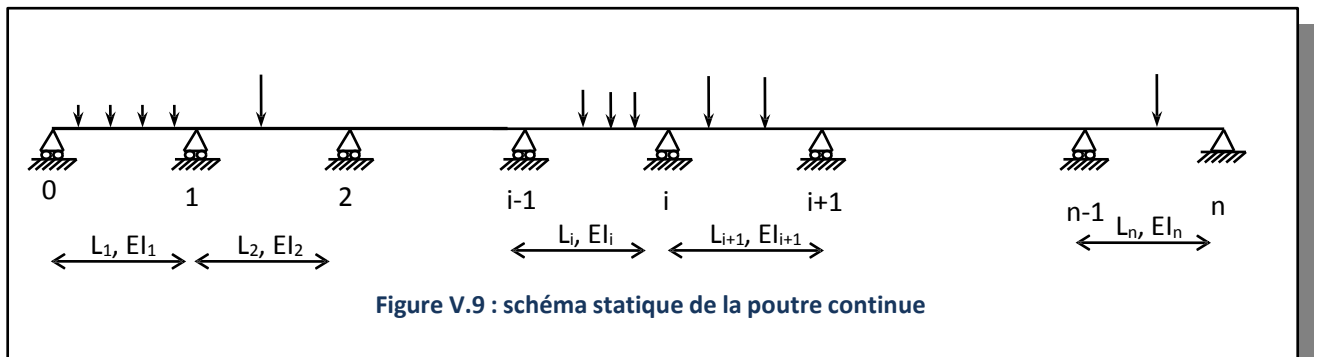 0 1 2 i-1 i i+1 n-1 n
L₁, EI₁ L₂, EI₂ Lᵢ, EIᵢ Lᵢ₊₁, EIᵢ₊₁ Lₙ, EIₙ
Figure V.9 : schéma statique de la poutre continue